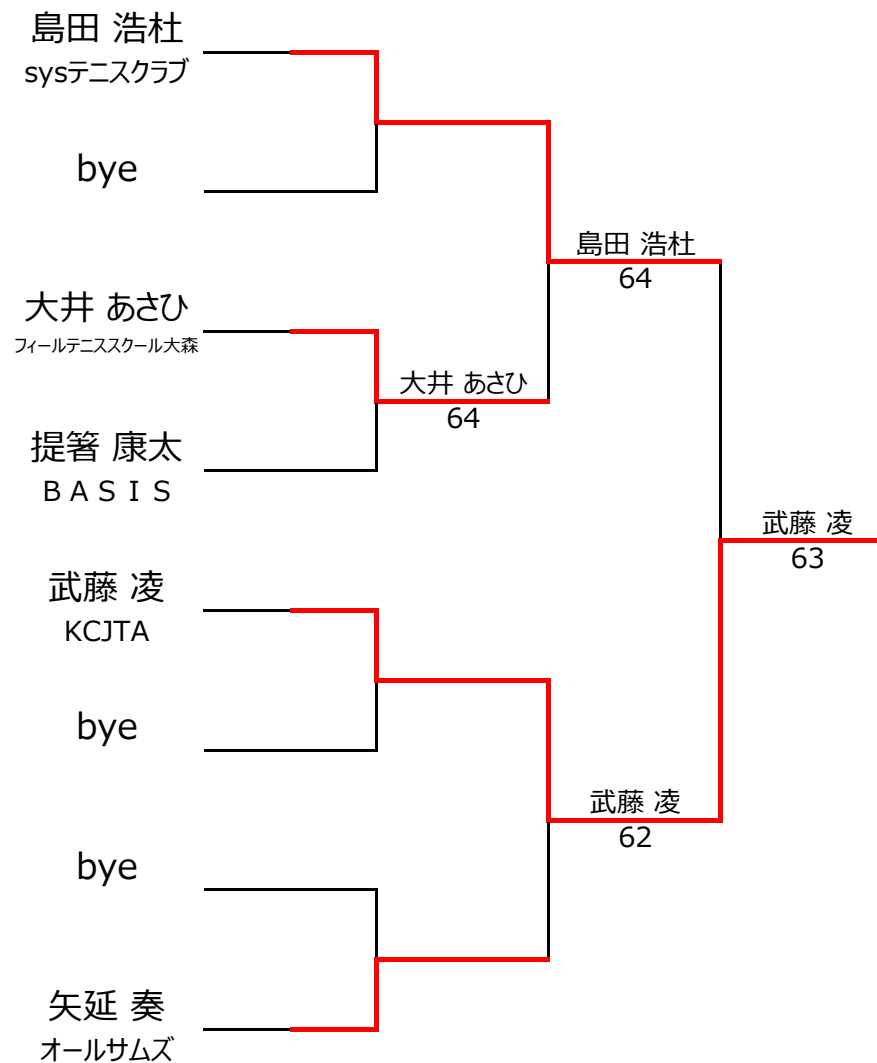 島田 浩杜
sysテニスクラブ
bye
島田 浩杜
64
大井 あさひ
フィールテニススクール大森
大井 あさひ
64
提箸 康太
ＢＡＳＩＳ
武藤 凌
63
武藤 凌
KCJTA
bye
武藤 凌
62
bye
矢延 奏
オールサムズ